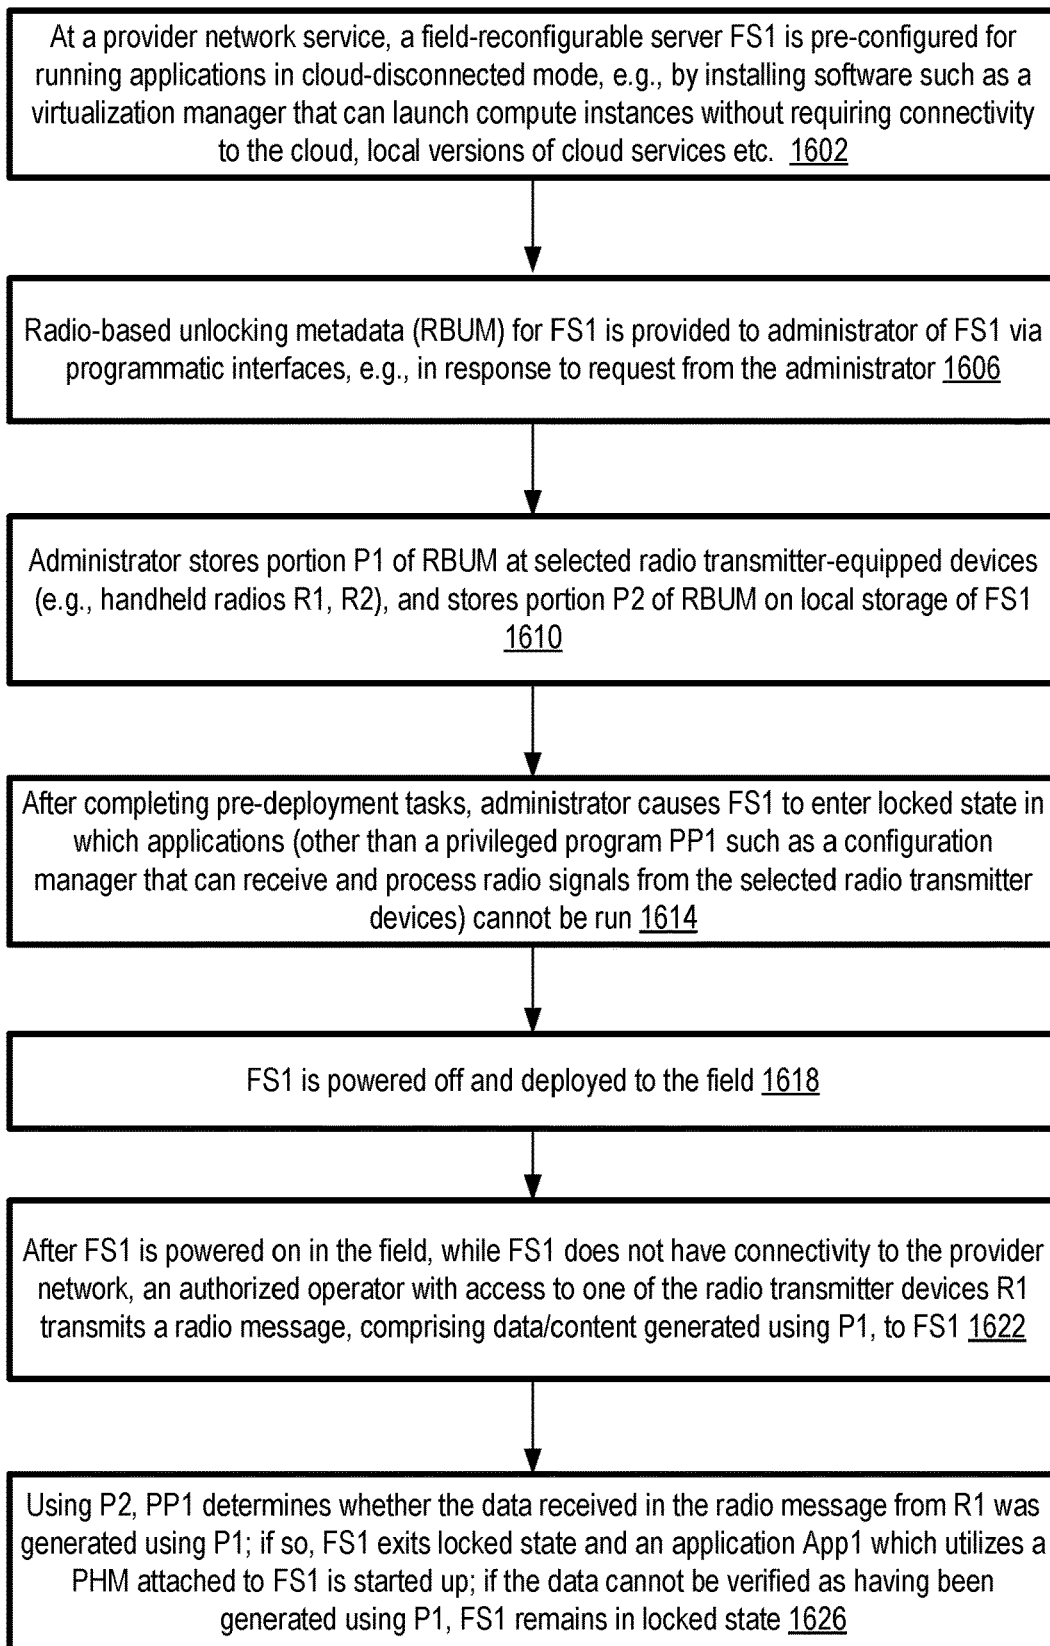 At a provider network service, a field-reconfigurable server FS1 is pre-configured for
running applications in cloud-disconnected mode, e.g., by installing software such as a
virtualization manager that can launch compute instances without requiring connectivity
to the cloud, local versions of cloud services etc. 1602
Radio-based unlocking metadata (RBUM) for FS1 is provided to administrator of FS1 via
programmatic interfaces, e.g., in response to request from the administrator 1606
Administrator stores portion P1 of RBUM at selected radio transmitter-equipped devices
(e.g., handheld radios R1, R2), and stores portion P2 of RBUM on local storage of FS1
1610
After completing pre-deployment tasks, administrator causes FS1 to enter locked state in
which applications (other than a privileged program PP1 such as a configuration
manager that can receive and process radio signals from the selected radio transmitter
devices) cannot be run 1614
FS1 is powered off and deployed to the field 1618
After FS1 is powered on in the field, while FS1 does not have connectivity to the provider
network, an authorized operator with access to one of the radio transmitter devices R1
transmits a radio message, comprising data/content generated using P1, to FS1 1622
Using P2, PP1 determines whether the data received in the radio message from R1 was
generated using P1; if so, FS1 exits locked state and an application App1 which utilizes a
PHM attached to FS1 is started up; if the data cannot be verified as having been
generated using P1, FS1 remains in locked state 1626